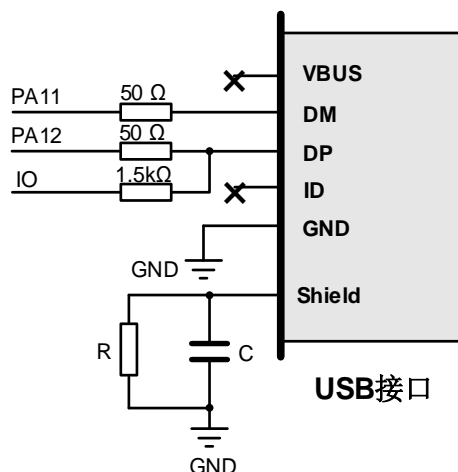 VBUS
PA11
50 Ω
DM
PA12
50 Ω
DP
IO
1.5kΩ
ID
GND
GND
Shield
R
C
USB接口
GND